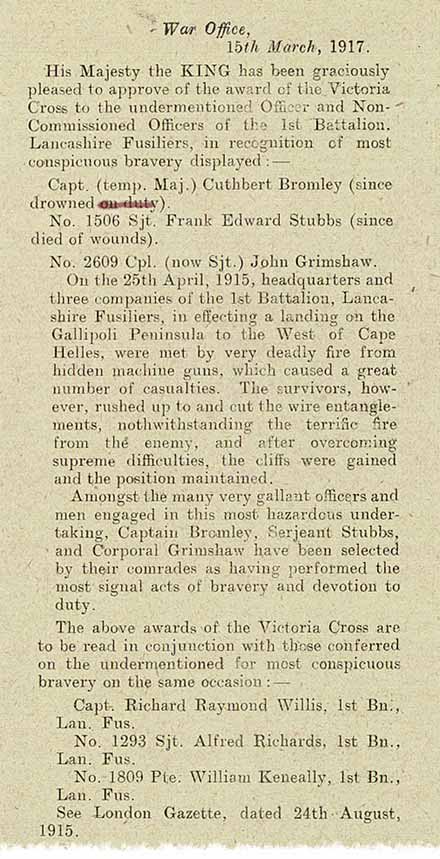 War Office,
15th March, 1917.
His Majesty the KING has been graciously
pleased to approve of the award of the Victoria
Cross to the undermentioned Officer and Non-
Commissioned Officers of the 1st Battalion,
Lancashire Fusiliers, in recognition of most
conspicuous bravery displayed :—
Capt. (temp. Maj.) Cuthbert Bromley (since
drowned on duty).
No. 1506 Sjt. Frank Edward Stubbs (since
died of wounds).
No. 2609 Cpl. (now Sjt.) John Grimshaw.
On the 25th April, 1915, headquarters and
three companies of the 1st Battalion, Lanca-
shire Fusiliers, in effecting a landing on the
Gallipoli Peninsula to the West of Cape
Helles, were met by very deadly fire from
hidden machine guns, which caused a great
number of casualties. The survivors, how-
ever, rushed up to and cut the wire entangle-
ments, nothwithstanding the terrific fire
from the enemy, and after overcoming
supreme difficulties, the cliffs were gained
and the position maintained.
Amongst the many very gallant officers and
men engaged in this most hazardous under-
taking, Captain Bromley, Serjeant Stubbs,
and Corporal Grimshaw have been selected
by their comrades as having performed the
most signal acts of bravery and devotion to
duty.
The above awards of the Victoria Cross are
to be read in conjunction with those conferred
on the undermentioned for most conspicuous
bravery on the same occasion :—
Capt. Richard Raymond Willis, 1st Bn.,
Lan. Fus.
No. 1293 Sjt. Alfred Richards, 1st Bn.,
Lan. Fus.
No. 1809 Pte. William Keneally, 1st Bn.,
Lan. Fus.
See London Gazette, dated 24th August,
1915.